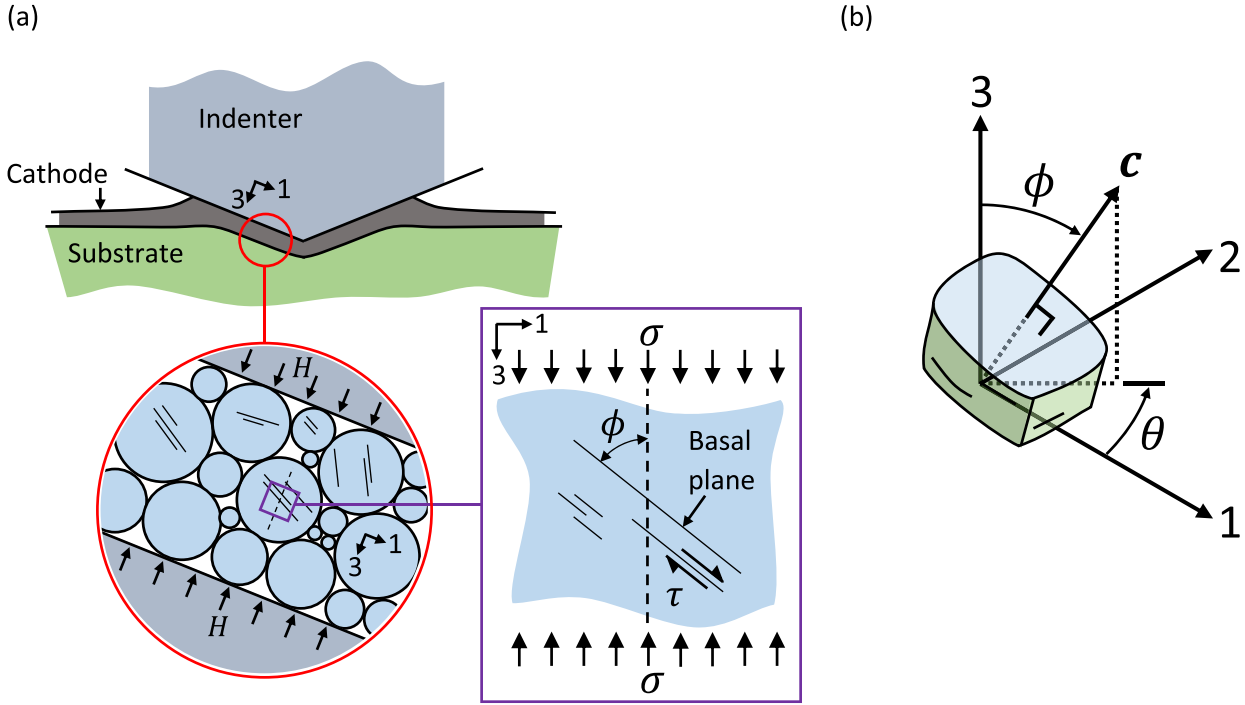 (a)
(b)
Indenter
Cathode
3
1
Substrate
H
3
1
H
1
3
σ
ϕ
Basal
plane
τ
σ
3
c
ϕ
2
θ
1